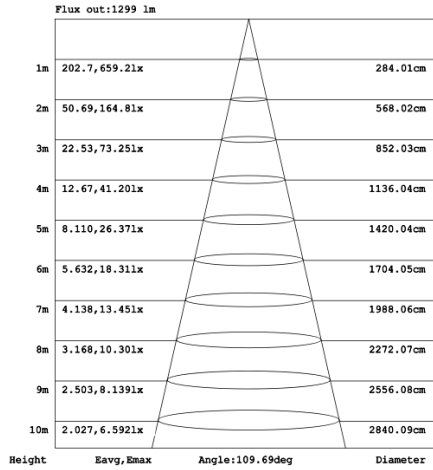 Flux out:1299 lm
1m 202.7,659.2lx 284.01cm
2m 50.69,164.8lx 568.02cm
3m 22.53,73.25lx 852.03cm
4m 12.67,41.20lx 1136.04cm
5m 8.110,26.37lx 1420.04cm
6m 5.632,18.31lx 1704.05cm
7m 4.138,13.45lx 1988.06cm
8m 3.168,10.30lx 2272.07cm
9m 2.503,8.139lx 2556.08cm
10m 2.027,6.592lx 2840.09cm
Height Eavg,Emax Angle:109.69deg Diameter